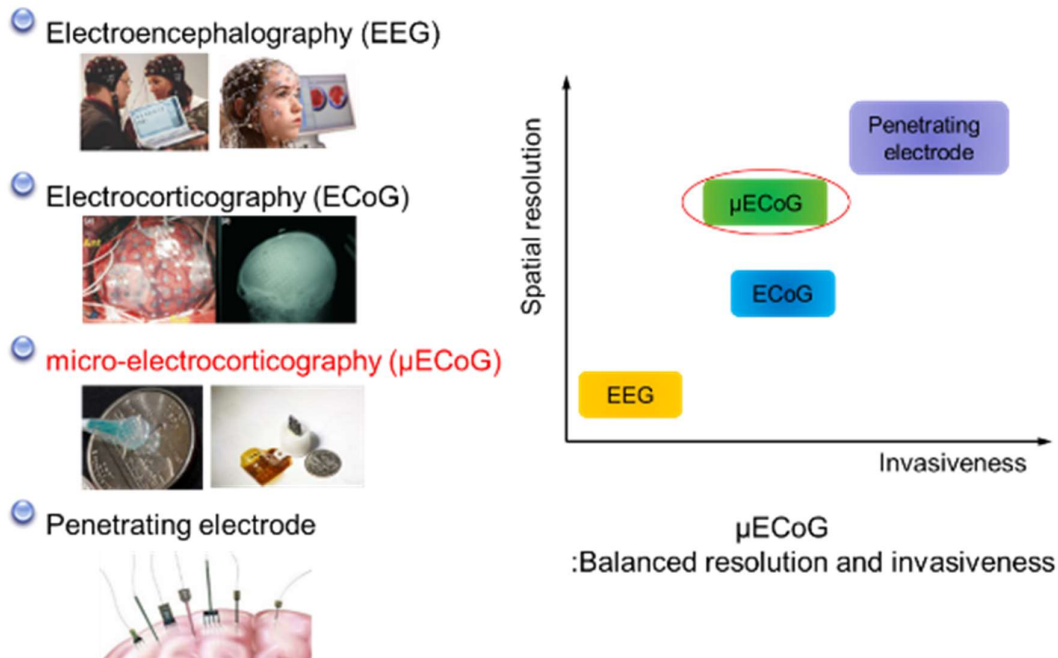 Electroencephalography (EEG)
Electrocorticography (ECoG)
micro-electrocorticography (μECoG)
Penetrating electrode
Spatial resolution
Penetrating
electrode
μECoG
ECoG
EEG
Invasiveness
μECoG
:Balanced resolution and invasiveness